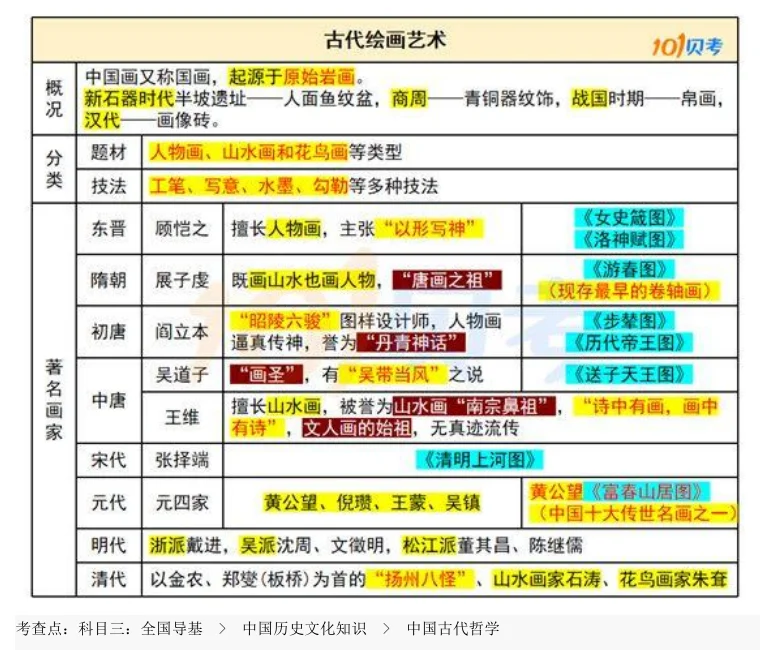 古代绘画艺术
101贝考
概况
中国画又称国画，起源于原始岩画。
新石器时代半坡遗址——人面鱼纹盆，商周——青铜器纹饰，战国时期——帛画，
汉代——画像砖。
分类
题材 人物画、山水画和花鸟画等类型
技法 工笔、写意、水墨、勾勒等多种技法
著名画家
东晋 顾恺之 擅长人物画，主张“以形写神” 《女史箴图》
《洛神赋图》
隋朝 展子虔 既画山水也画人物，“唐画之祖” 《游春图》
（现存最早的卷轴画）
初唐 阎立本 “昭陵六骏”图样设计师，人物画
逼真传神，誉为“丹青神话” 《步辇图》
《历代帝王图》
中唐 吴道子 “画圣”，有“吴带当风”之说 《送子天王图》
王维 擅长山水画，被誉为山水画“南宗鼻祖”，“诗中有画，画中
有诗”，文人画的始祖，无真迹流传
宋代 张择端 《清明上河图》
元代 元四家 黄公望、倪瓒、王蒙、吴镇 黄公望《富春山居图》
（中国十大传世名画之一）
明代 浙派戴进，吴派沈周、文徵明，松江派董其昌、陈继儒
清代 以金农、郑燮(板桥)为首的“扬州八怪”、山水画家石涛、花鸟画家朱耷
考查点：科目三：全国导基 > 中国历史文化知识 > 中国古代哲学